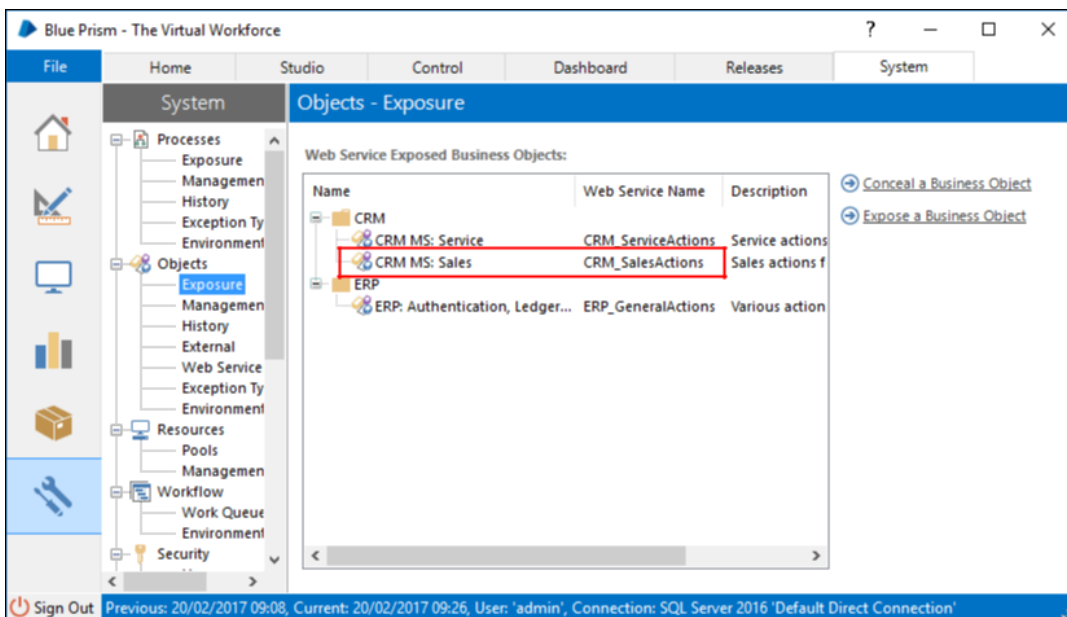 Blue Prism - The Virtual Workforce
?
File Home Studio Control Dashboard Releases System
System
Objects - Exposure
Processes
Exposure
Managemen
History
Exception Ty
Environment
Objects
Exposure
Managemen
History
External
Web Service
Exception Ty
Environment
Resources
Pools
Managemen
Workflow
Work Queue
Environment
Security
Web Service Exposed Business Objects:
Name Web Service Name Description
CRM
CRM MS: Service CRM_ServiceActions Service actions
CRM MS: Sales CRM_SalesActions Sales actions f
ERP
ERP: Authentication, Ledger... ERP_GeneralActions Various action
Conceal a Business Object
Expose a Business Object
Sign Out Previous: 20/02/2017 09:08, Current: 20/02/2017 09:26, User: 'admin', Connection: SQL Server 2016 'Default Direct Connection'